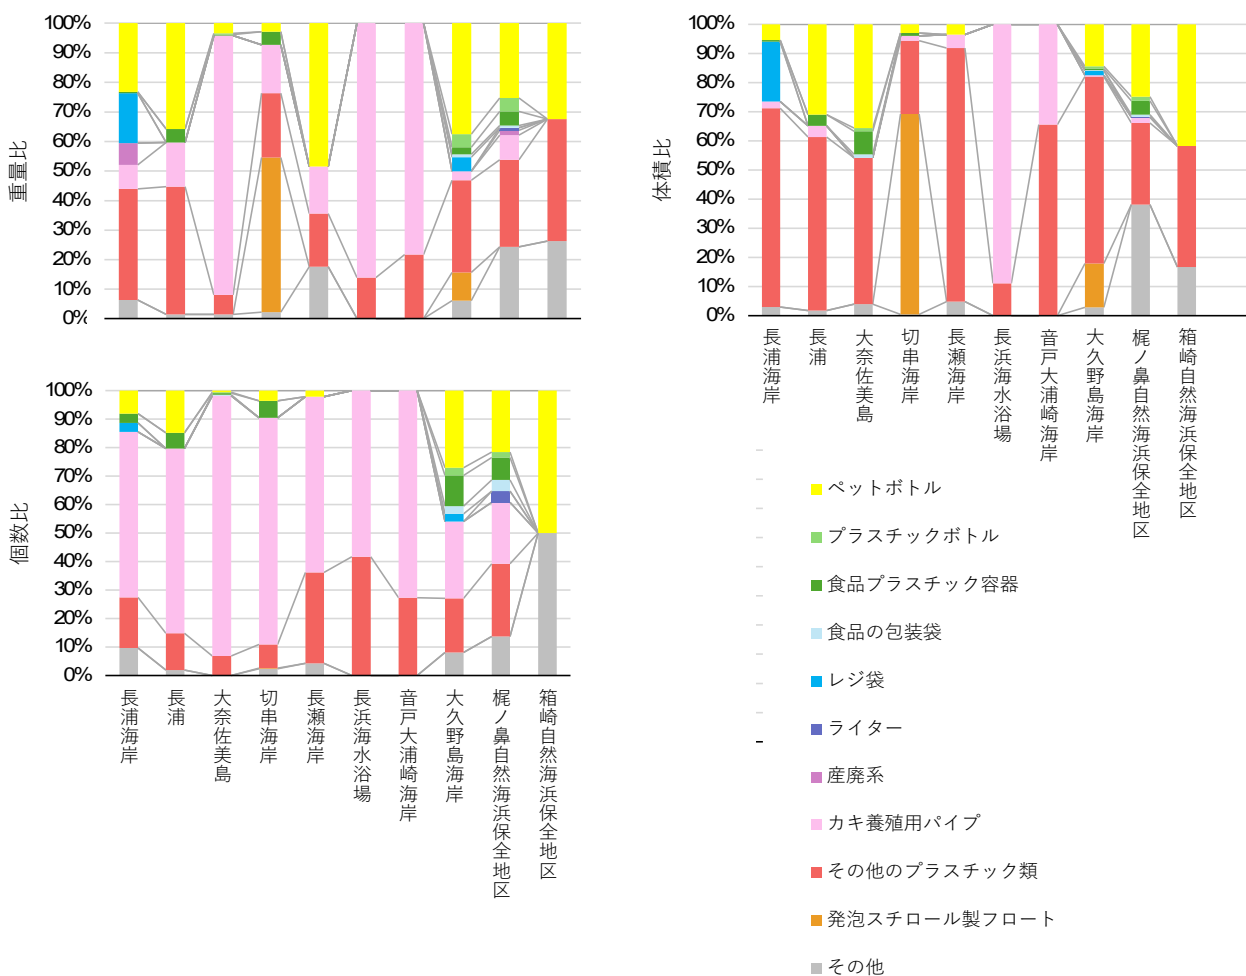 重量比
100%
90%
80%
70%
60%
50%
40%
30%
20%
10%
0%
体積比
100%
90%
80%
70%
60%
50%
40%
30%
20%
10%
0%
長浦海岸
長浦
大奈佐美島
切串海岸
長瀬海岸
長浜海水浴場
音戸大浦崎海岸
大久野島海岸
梶ノ鼻自然海浜保全地区
箱崎自然海浜保全地区
個数比
100%
90%
80%
70%
60%
50%
40%
30%
20%
10%
0%
長浦海岸
長浦
大奈佐美島
切串海岸
長瀬海岸
長浜海水浴場
音戸大浦崎海岸
大久野島海岸
梶ノ鼻自然海浜保全地区
箱崎自然海浜保全地区
ペットボトル
プラスチックボトル
食品プラスチック容器
食品の包装袋
レジ袋
ライター
産廃系
カキ養殖用パイプ
その他のプラスチック類
発泡スチロール製フロート
その他